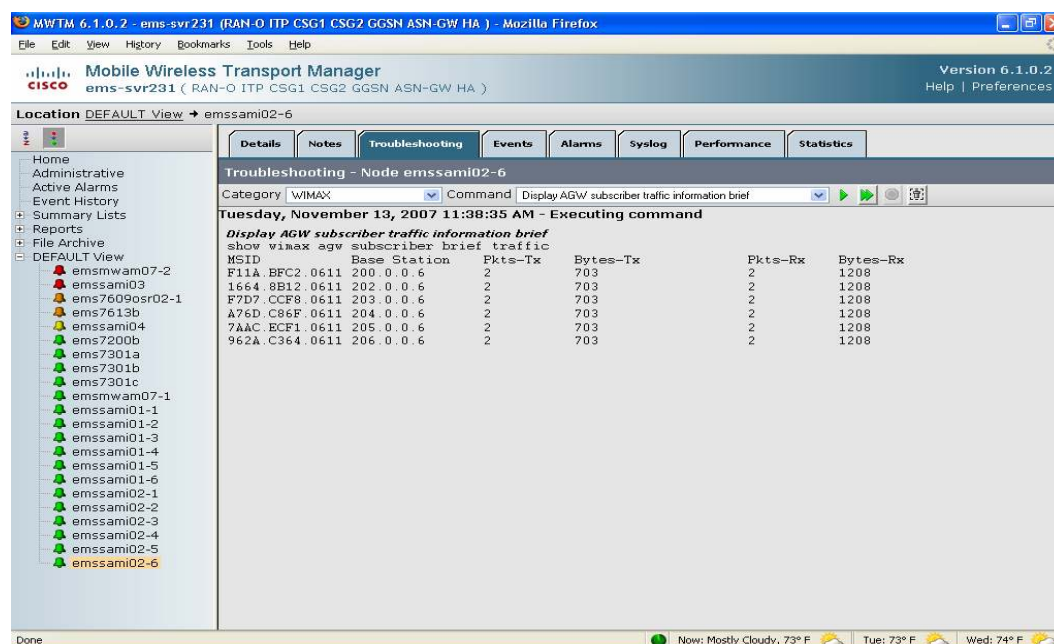 MWTM 6.1.0.2 - ems-svr231 (RAN-O ITP CSG1 CSG2 GGSN ASN-GW HA ) - Mozilla Firefox
File Edit View History Bookmarks Tools Help
CISCO
Mobile Wireless Transport Manager
ems-svr231 ( RAN-O ITP CSG1 CSG2 GGSN ASN-GW HA )
Version 6.1.0.2
Help | Preferences
Location DEFAULT View → emssami02-6
Home
Administrative
Active Alarms
Event History
Summary Lists
Reports
File Archive
DEFAULT View
emsmwam07-2
emssami03
ems7609osr02-1
ems7613b
emssami04
ems7200b
ems7301a
ems7301b
ems7301c
emsmwam07-1
emssami01-1
emssami01-2
emssami01-3
emssami01-4
emssami01-5
emssami01-6
emssami02-1
emssami02-2
emssami02-3
emssami02-4
emssami02-5
emssami02-6
Details Notes Troubleshooting Events Alarms Syslog Performance Statistics
Troubleshooting - Node emssami02-6
Category WIMAX Command Display AGW subscriber traffic information brief
Tuesday, November 13, 2007 11:38:35 AM - Executing command
Display AGW subscriber traffic information brief
show wimax agw subscriber brief traffic
MSID Base Station Pkts-Tx Bytes-Tx Pkts-Rx Bytes-Rx
F11A.BFC2.0611 200.0.0.6 2 703 2 1208
1664.8B12.0611 202.0.0.6 2 703 2 1208
F7D7.CCF8.0611 203.0.0.6 2 703 2 1208
A76D.C86F.0611 204.0.0.6 2 703 2 1208
7AAC.ECF1.0611 205.0.0.6 2 703 2 1208
962A.C364.0611 206.0.0.6 2 703 2 1208
Done
Now: Mostly Cloudy, 73° F Tue: 73° F Wed: 74° F